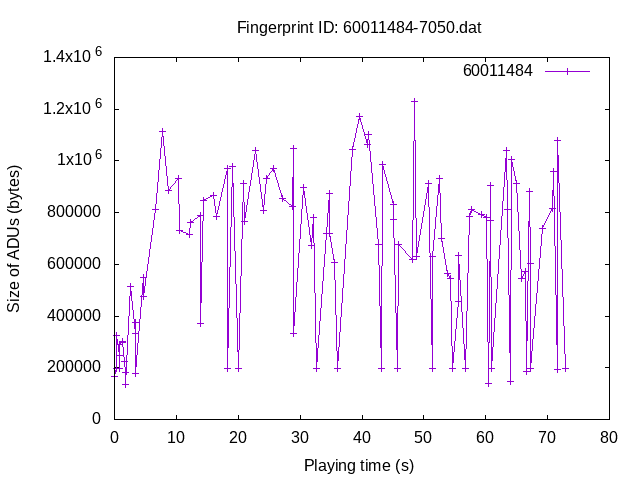 Fingerprint ID: 60011484-7050.dat
60011484
1.4x10^6
1.2x10^6
1x10^6
800000
600000
400000
200000
0
Size of ADUs (bytes)
0 10 20 30 40 50 60 70 80
Playing time (s)